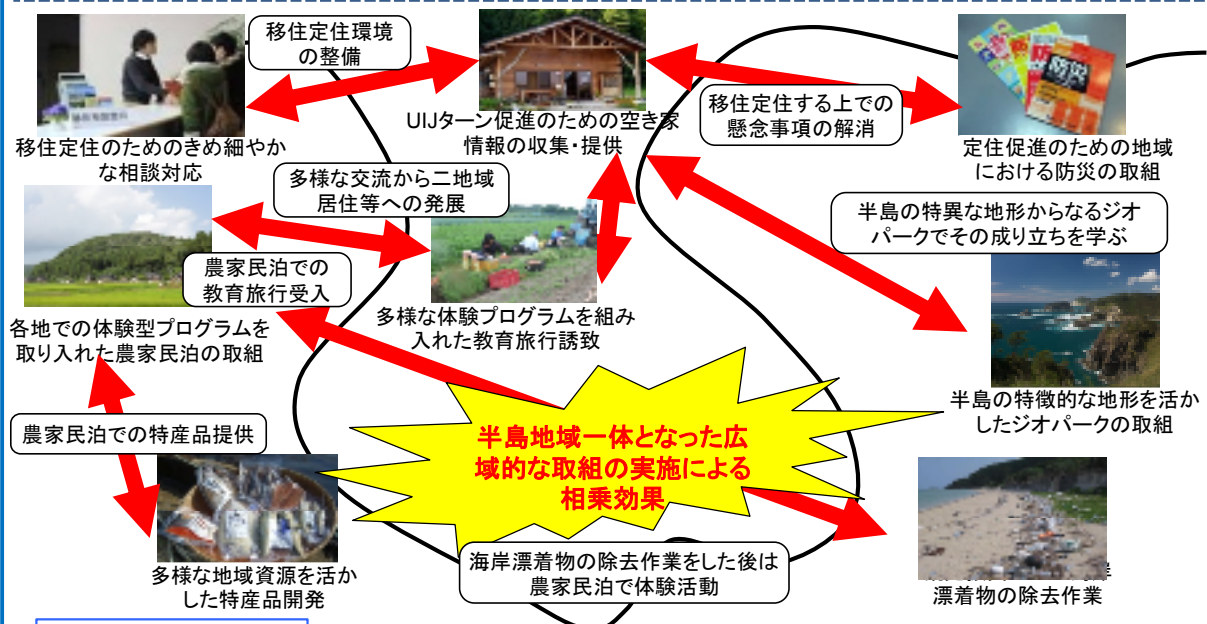 移住定住環境
の整備
移住定住のためのきめ細やか
な相談対応
UIJターン促進のための空き家
情報の収集・提供
移住定住する上での
懸念事項の解消
防災
定住促進のための地域
における防災の取組
多様な交流から二地域
居住等への発展
半島の特異な地形からなるジオ
パークでその成り立ちを学ぶ
農家民泊での
教育旅行受入
各地での体験型プログラムを
取り入れた農家民泊の取組
多様な体験プログラムを組み
入れた教育旅行誘致
半島の特徴的な地形を活か
したジオパークの取組
農家民泊での特産品提供
半島地域一体となった広
域的な取組の実施による
相乗効果
多様な地域資源を活か
した特産品開発
海岸漂着物の除去作業をした後は
農家民泊で体験活動
漂着物の除去作業